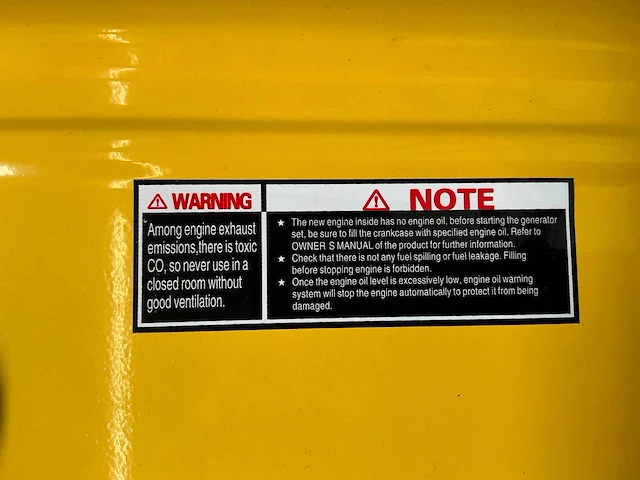 WARNING
Among engine exhaust
emissions,there is toxic
CO, so never use in a
closed room without
good ventilation.
NOTE
★ The new engine inside has no engine oil, before starting the generator
set, be sure to fill the crankcase with specified engine oil. Refer to
OWNER S MANUAL of the product for further information.
★ Check that there is not any fuel spilling or fuel leakage. Filling
before stopping engine is forbidden.
★ Once the engine oil level is excessively low, engine oil warning
system will stop the engine automatically to protect it from being
damaged.